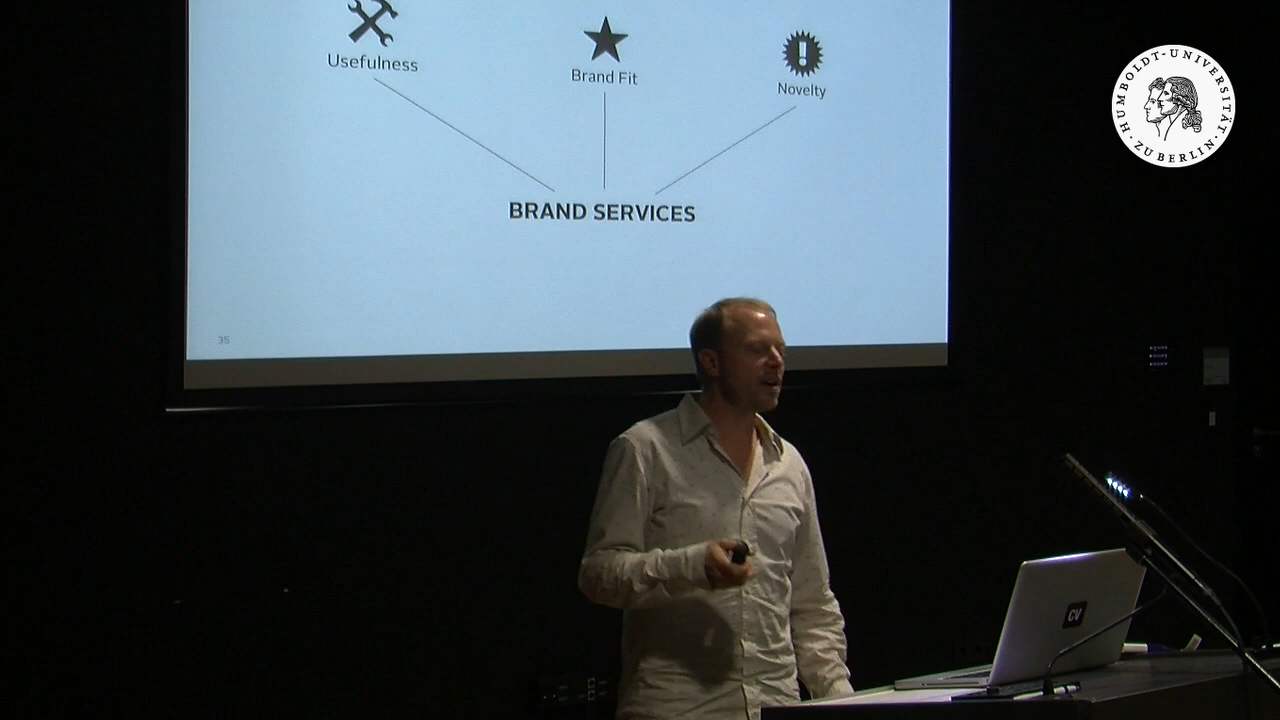 Usefulness
Brand Fit
Novelty
BRAND SERVICES
35
HUMBOLDT-UNIVERSITÄT
· ZU BERLIN ·
CV